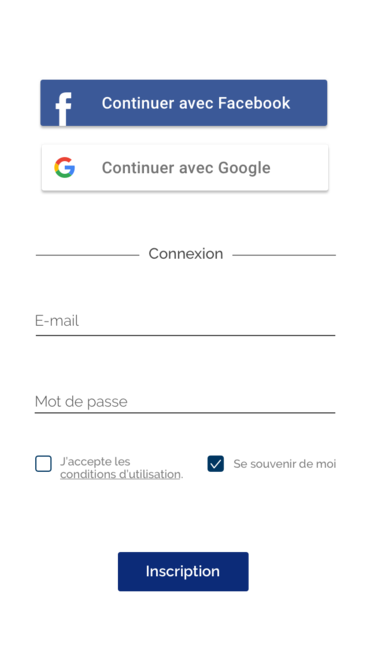 Continuer avec Facebook
Continuer avec Google
Connexion
E-mail
Mot de passe
J'accepte les
conditions d'utilisation.
Se souvenir de moi
Inscription